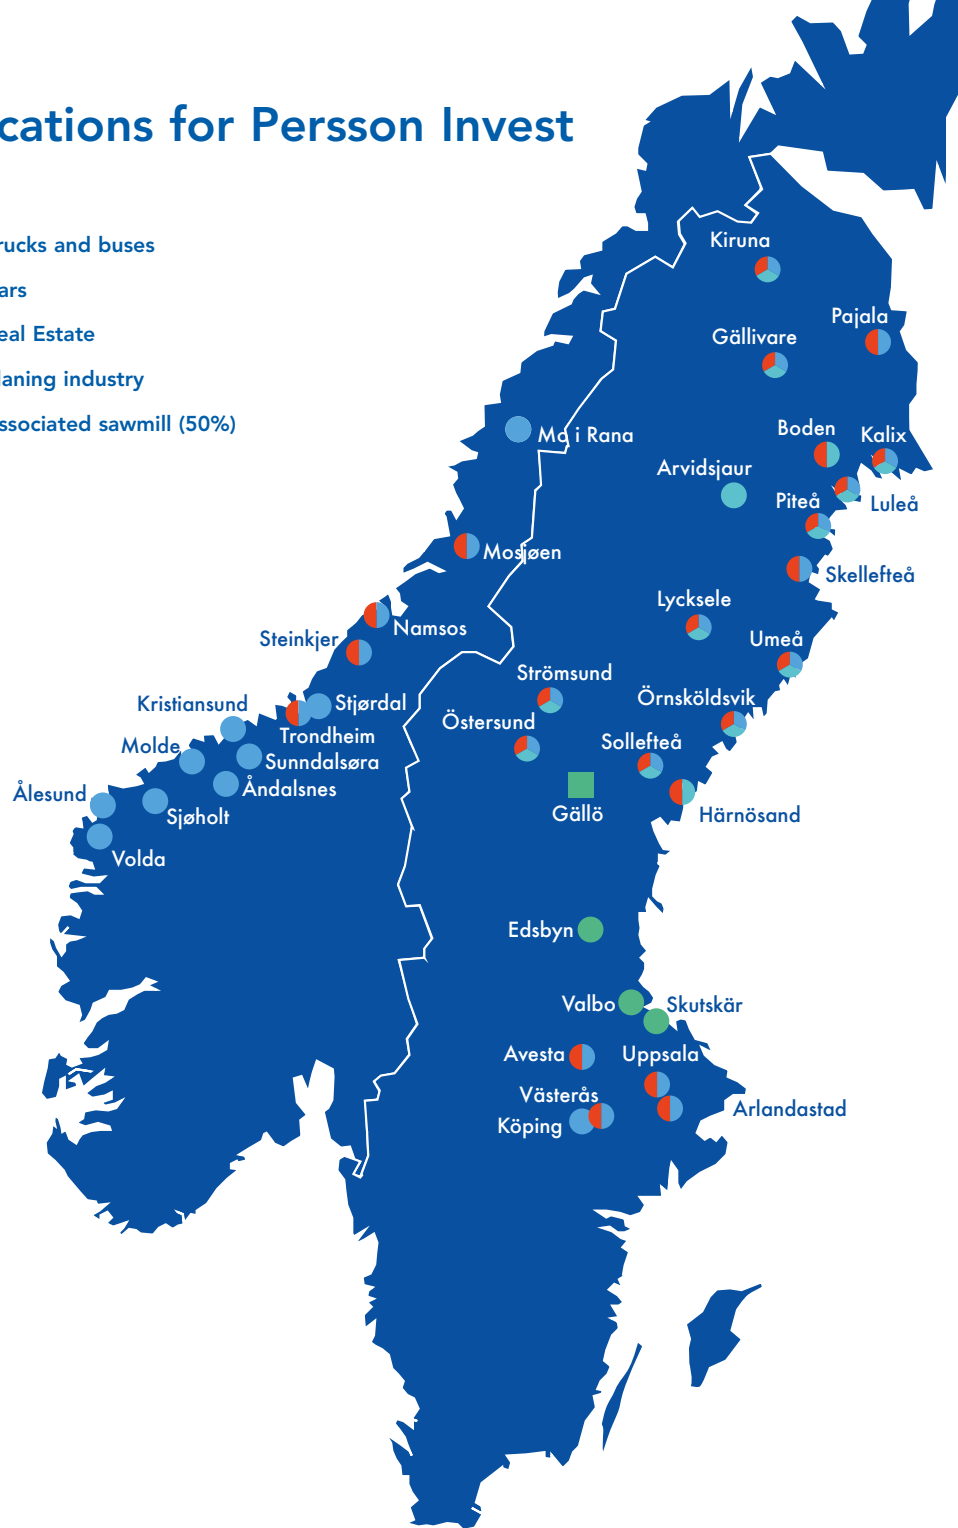 cations for Persson Invest
rucks and buses
ars
eal Estate
laning industry
ssociated sawmill (50%)
Kiruna
Pajala
Gällivare
Boden
Kalix
Mo i Rana
Arvidsjaur
Piteå
Luleå
Mosjøen
Skellefteå
Lycksele
Namsos
Steinkjer
Umeå
Strömsund
Örnsköldsvik
Kristiansund
Stjørdal
Östersund
Trondheim
Sollefteå
Molde
Sunndalsøra
Åndalsnes
Ålesund
Sjøholt
Gällö
Härnösand
Volda
Edsbyn
Valbo
Skutskär
Avesta
Uppsala
Västerås
Arlandastad
Köping